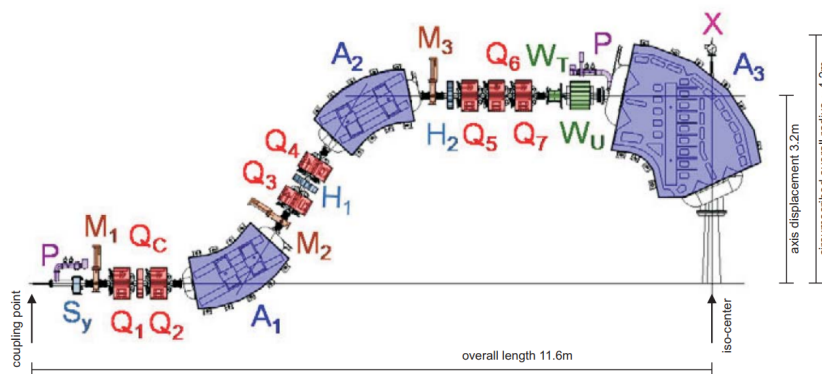 M3
X
A2
Q6
WT
P
A3
Q4
H2
Q5
Q7
WU
Q3
H1
axis displacement 3.2m
M1
QC
P
M2
Sy
Q1
Q2
A1
coupling point
iso-center
overall length 11.6m